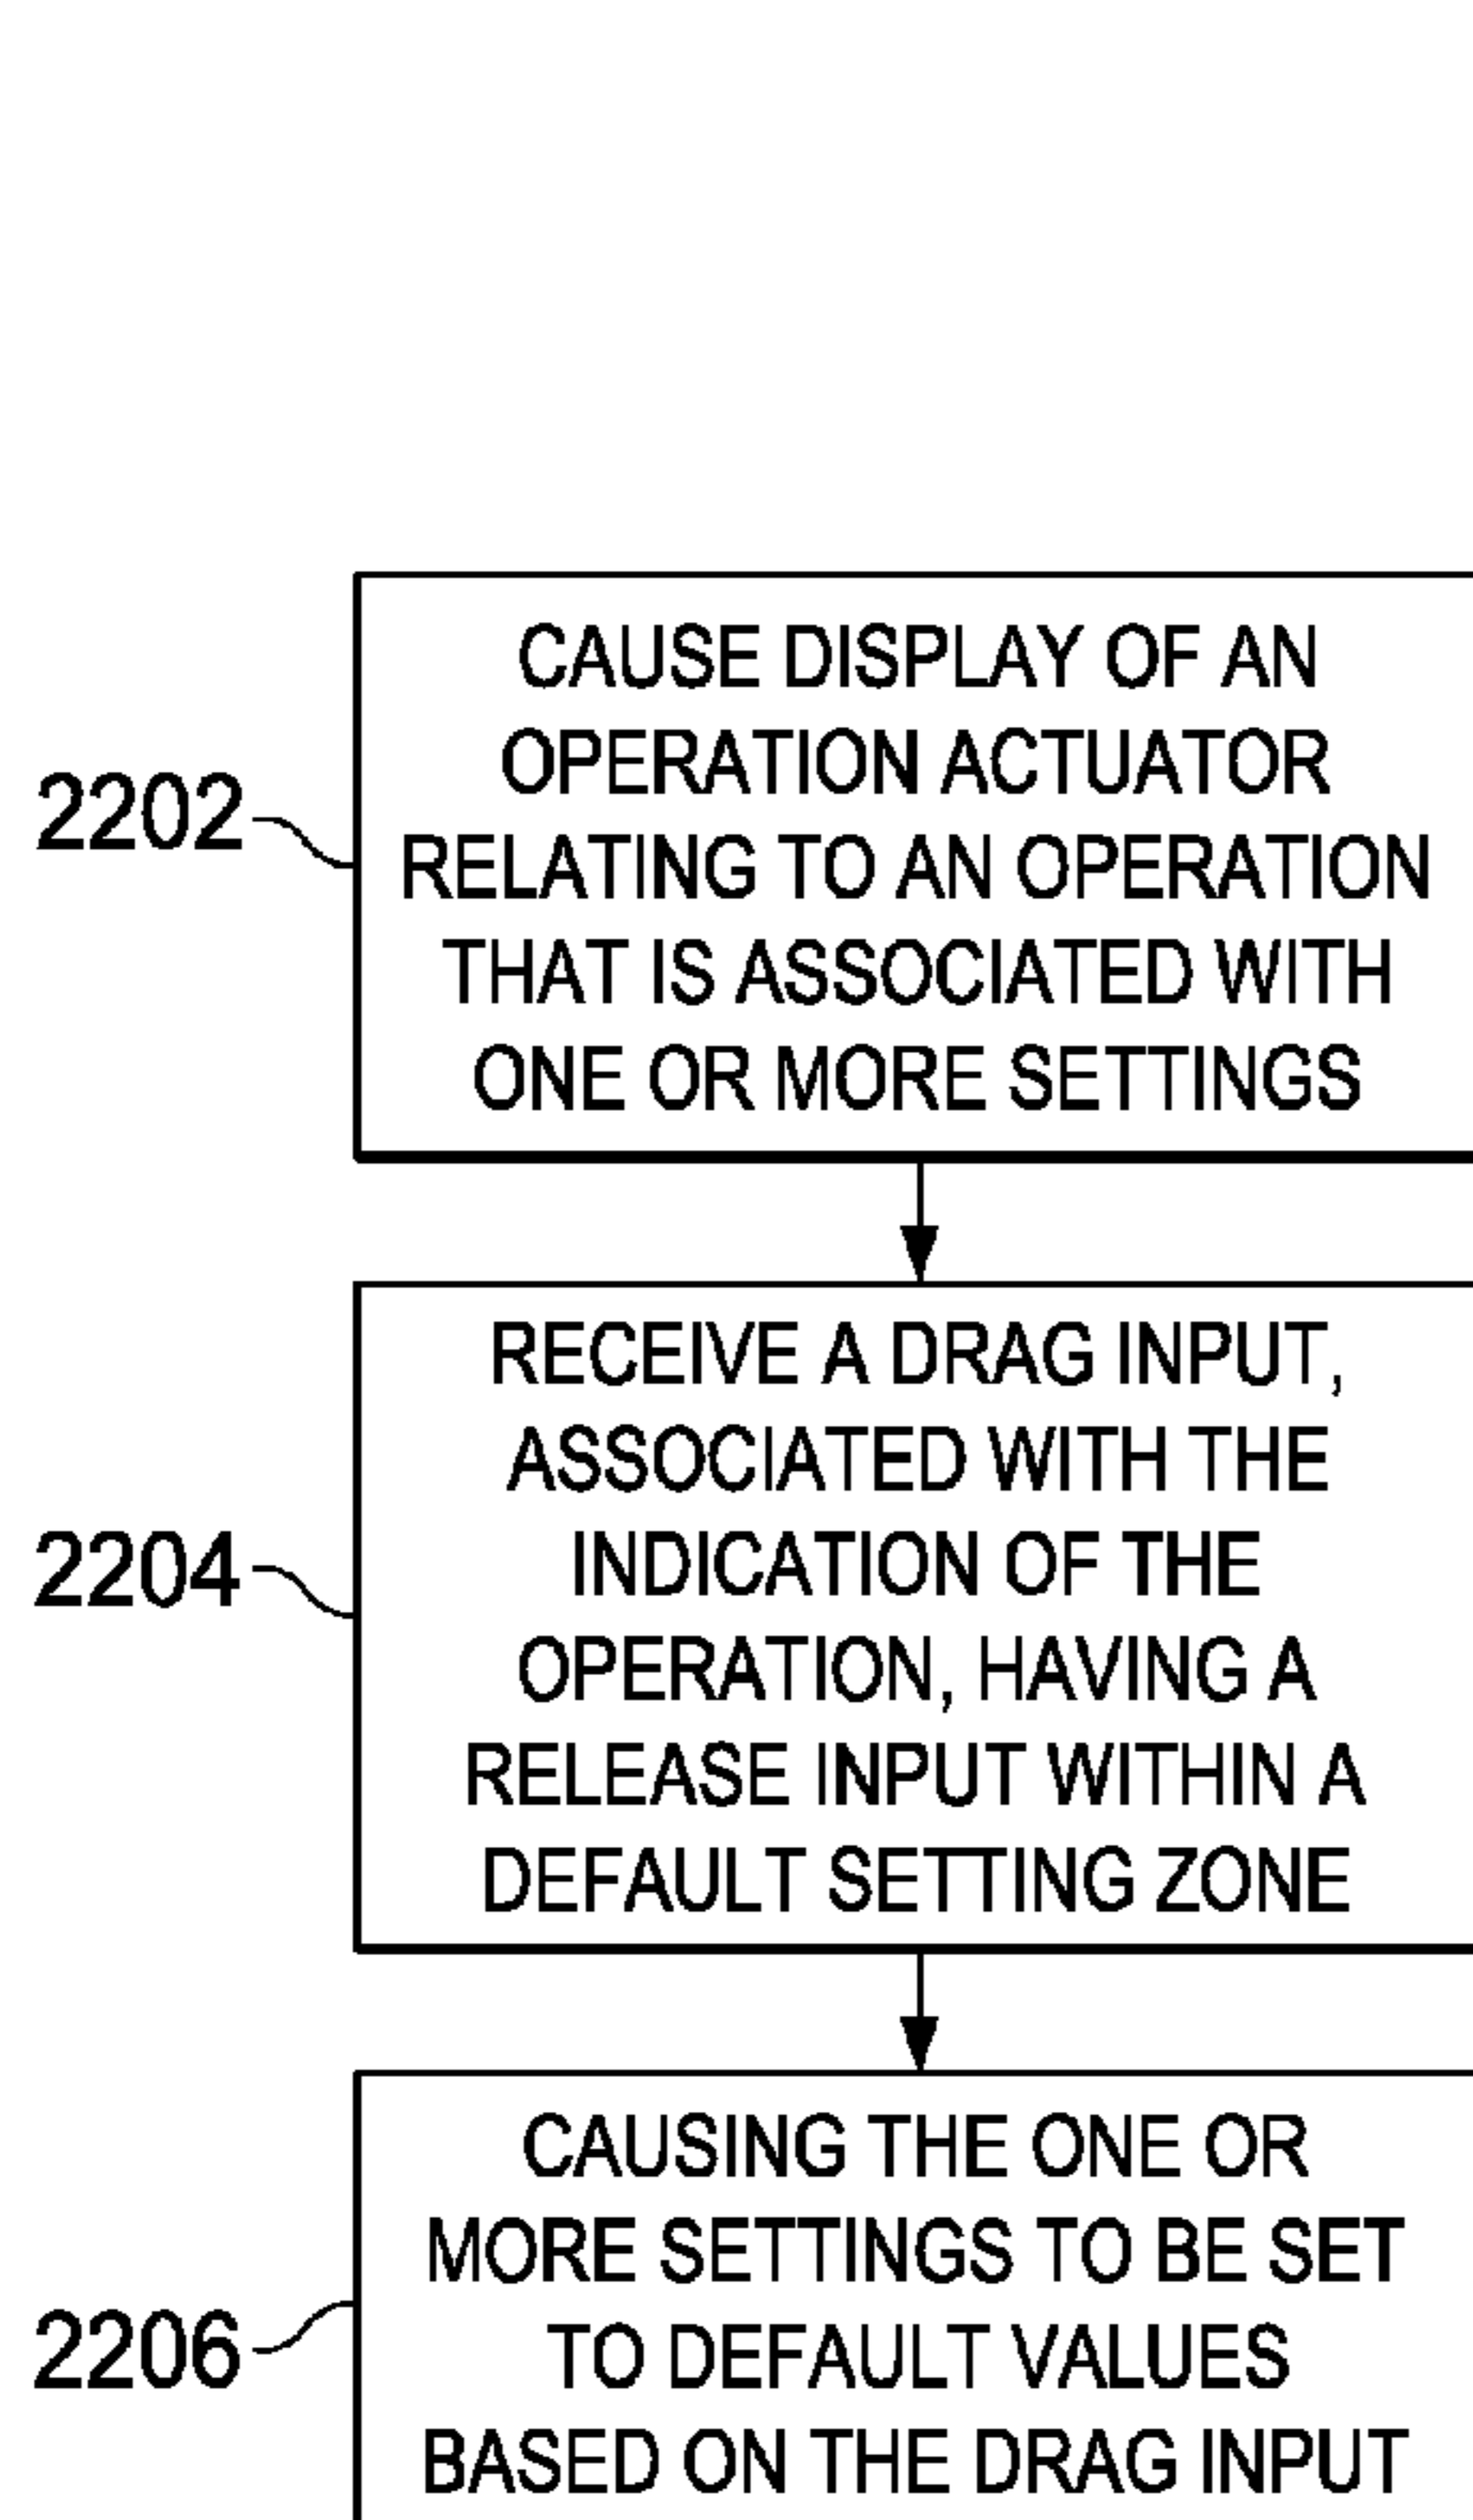 CAUSE DISPLAY OF AN
OPERATION ACTUATOR
2202
RELATING TO AN OPERATION
THAT IS ASSOCIATED WITH
ONE OR MORE SETTINGS
RECEIVE A DRAG INPUT,
ASSOCIATED WITH THE
2204
INDICATION OF THE
OPERATION, HAVING A
RELEASE INPUT WITHIN A
DEFAULT SETTING ZONE
CAUSING THE ONE OR
MORE SETTINGS TO BE SET
2206
TO DEFAULT VALUES
BASED ON THE DRAG INPUT